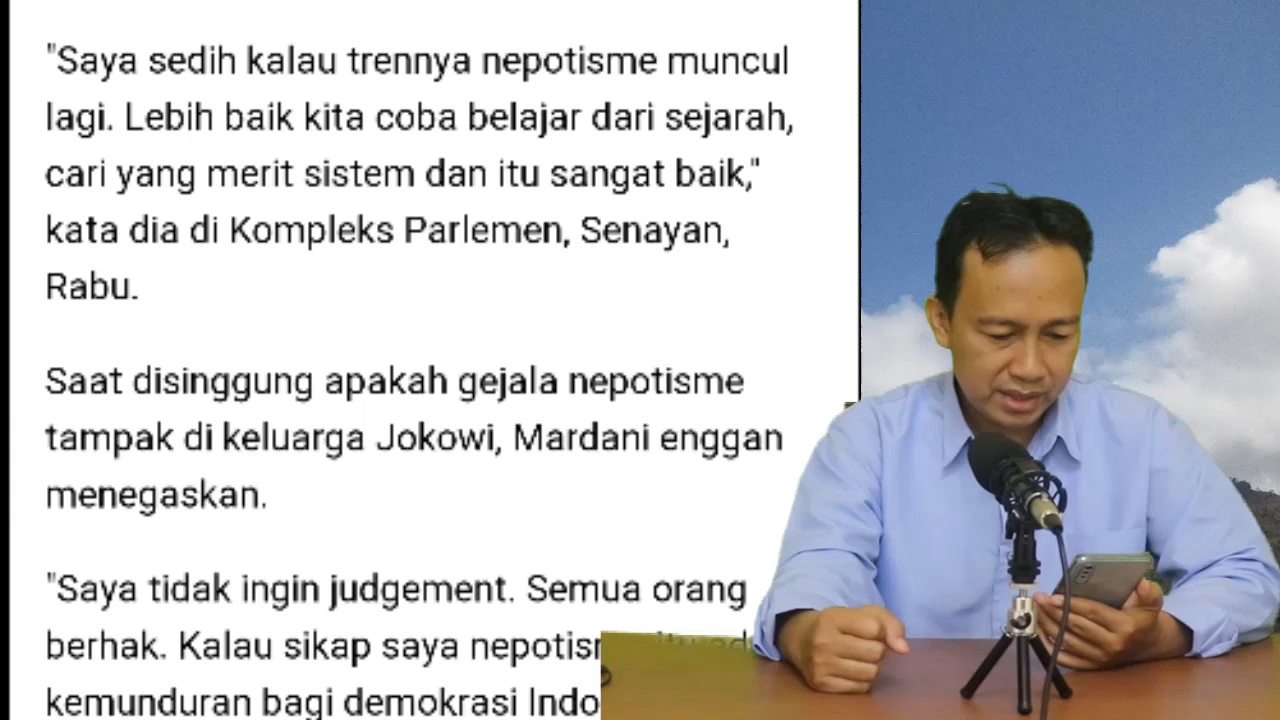 "Saya sedih kalau trennya nepotisme muncul
lagi. Lebih baik kita coba belajar dari sejarah,
cari yang merit sistem dan itu sangat baik,"
kata dia di Kompleks Parlemen, Senayan,
Rabu.
Saat disinggung apakah gejala nepotisme
tampak di keluarga Jokowi, Mardani enggan
menegaskan.
"Saya tidak ingin judgement. Semua orang
berhak. Kalau sikap saya
kemunduran bagi demokrasi